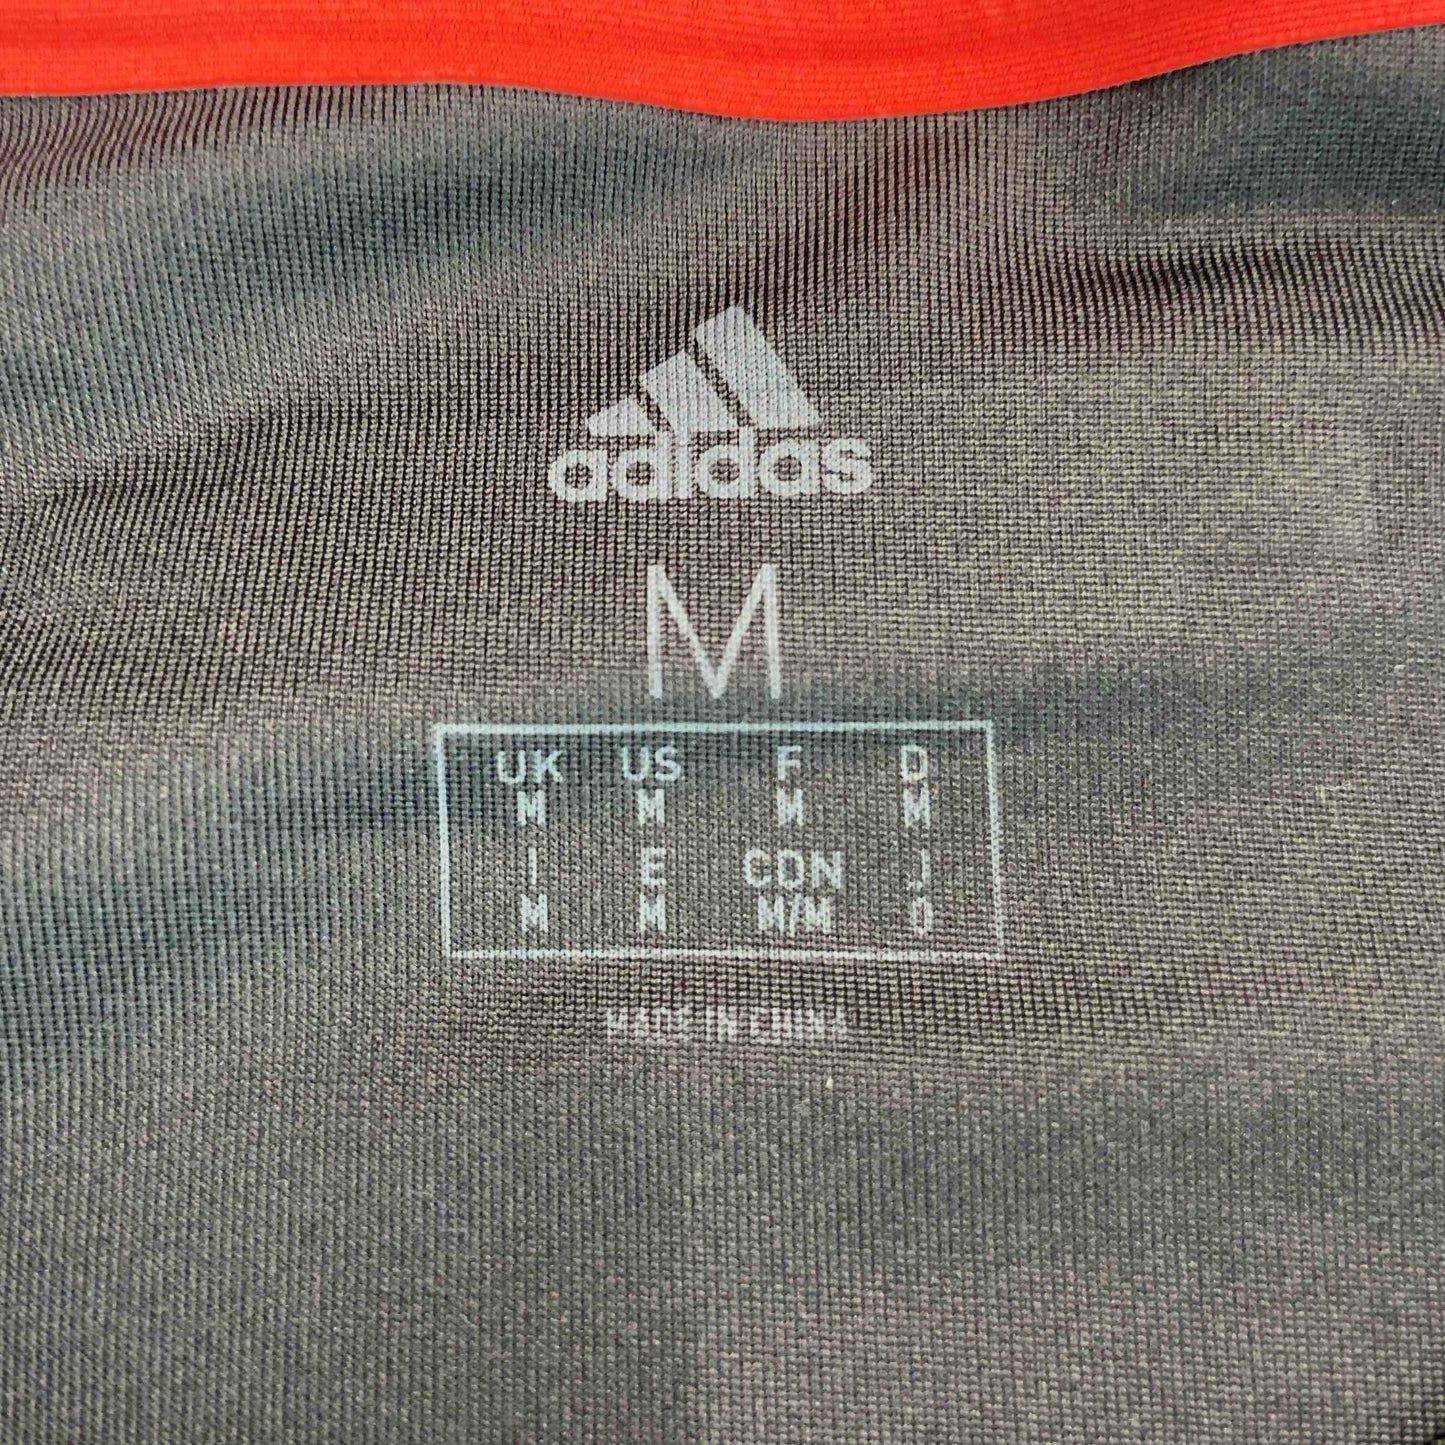 adidas
M
UK US F D
M M M M
I E CDN J
M M M/M O
MADE IN CHINA